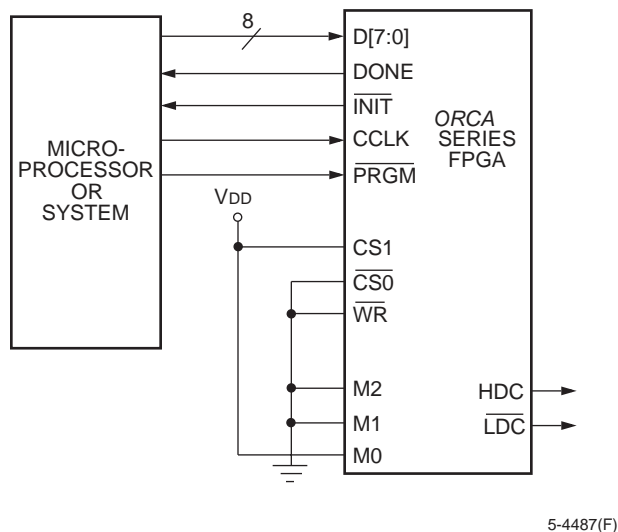 8
D[7:0]
DONE
INIT
CCLK
PRGM
CS1
CS0
WR
M2
M1
M0
MICRO-
PROCESSOR
OR
SYSTEM
VDD
ORCA
SERIES
FPGA
HDC
LDC
5-4487(F)